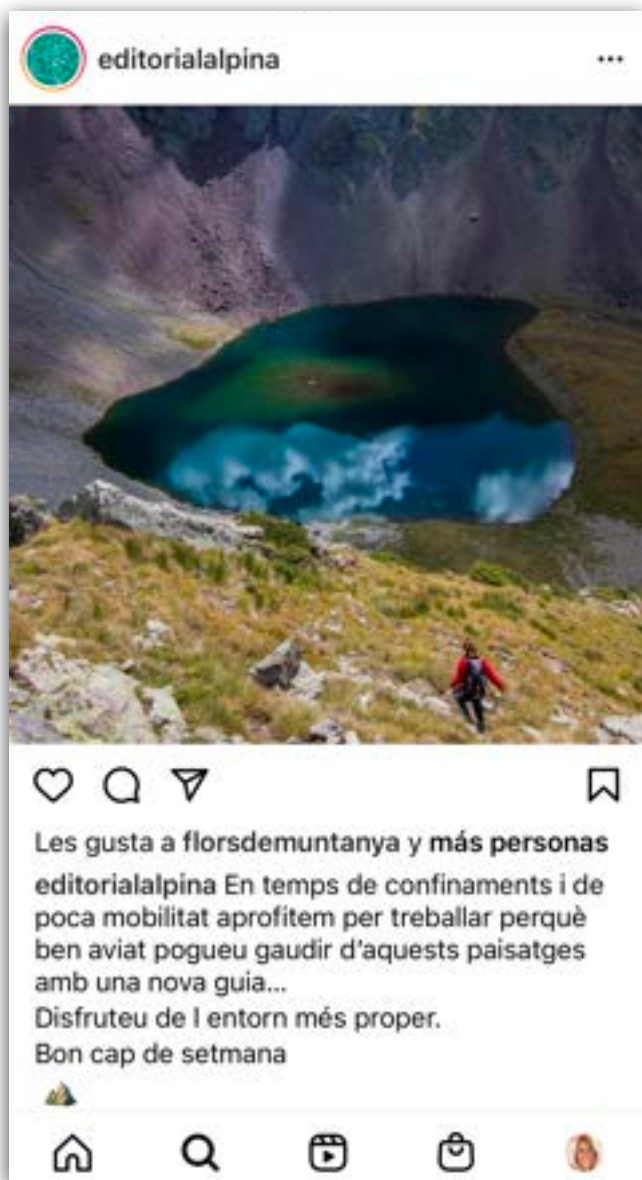 editorialalpina
Les gusta a florsdemuntanya y más personas
editorialalpina En temps de confinaments i de
poca mobilitat aprofitem per treballar perquè
ben aviat pogueu gaudir d'aquests paisatges
amb una nova guia...
Disfruteu de l entorn més proper.
Bon cap de setmana